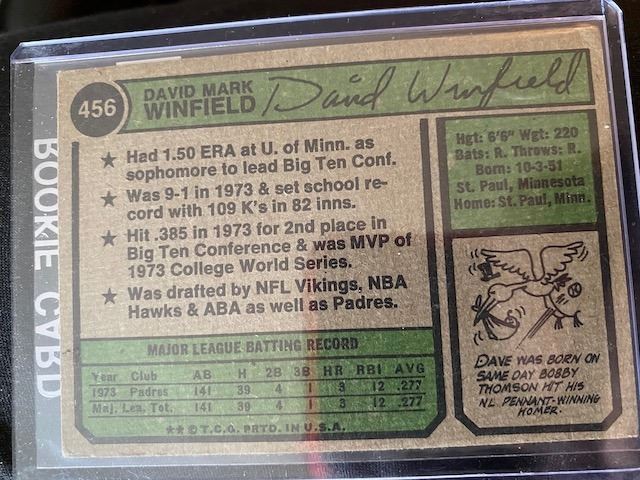 456
DAVID MARK
WINFIELD
David Winfield
★ Had 1.50 ERA at U. of Minn. as
sophomore to lead Big Ten Conf.
★ Was 9-1 in 1973 & set school re-
cord with 109 K's in 82 inns.
★ Hit .385 in 1973 for 2nd place in
Big Ten Conference & was MVP of
1973 College World Series.
★ Was drafted by NFL Vikings, NBA
Hawks & ABA as well as Padres.
Hgt: 6'6" Wgt: 220
Bats: R. Throws: R.
Born: 10-3-51
St. Paul, Minnesota
Home: St. Paul, Minn.
DAVE WAS BORN ON
SAME DAY BOBBY
THOMSON HIT HIS
N.L. PENNANT-WINNING
HOMER.
MAJOR LEAGUE BATTING RECORD
Year Club AB H 2B 3B HR RBI AVG
1973 Padres 141 39 4 1 3 12 .277
Maj. Lea. Tot. 141 39 4 1 3 12 .277
★★ © T.C.G. PRTD. IN U.S.A.
ROOKIE CARD